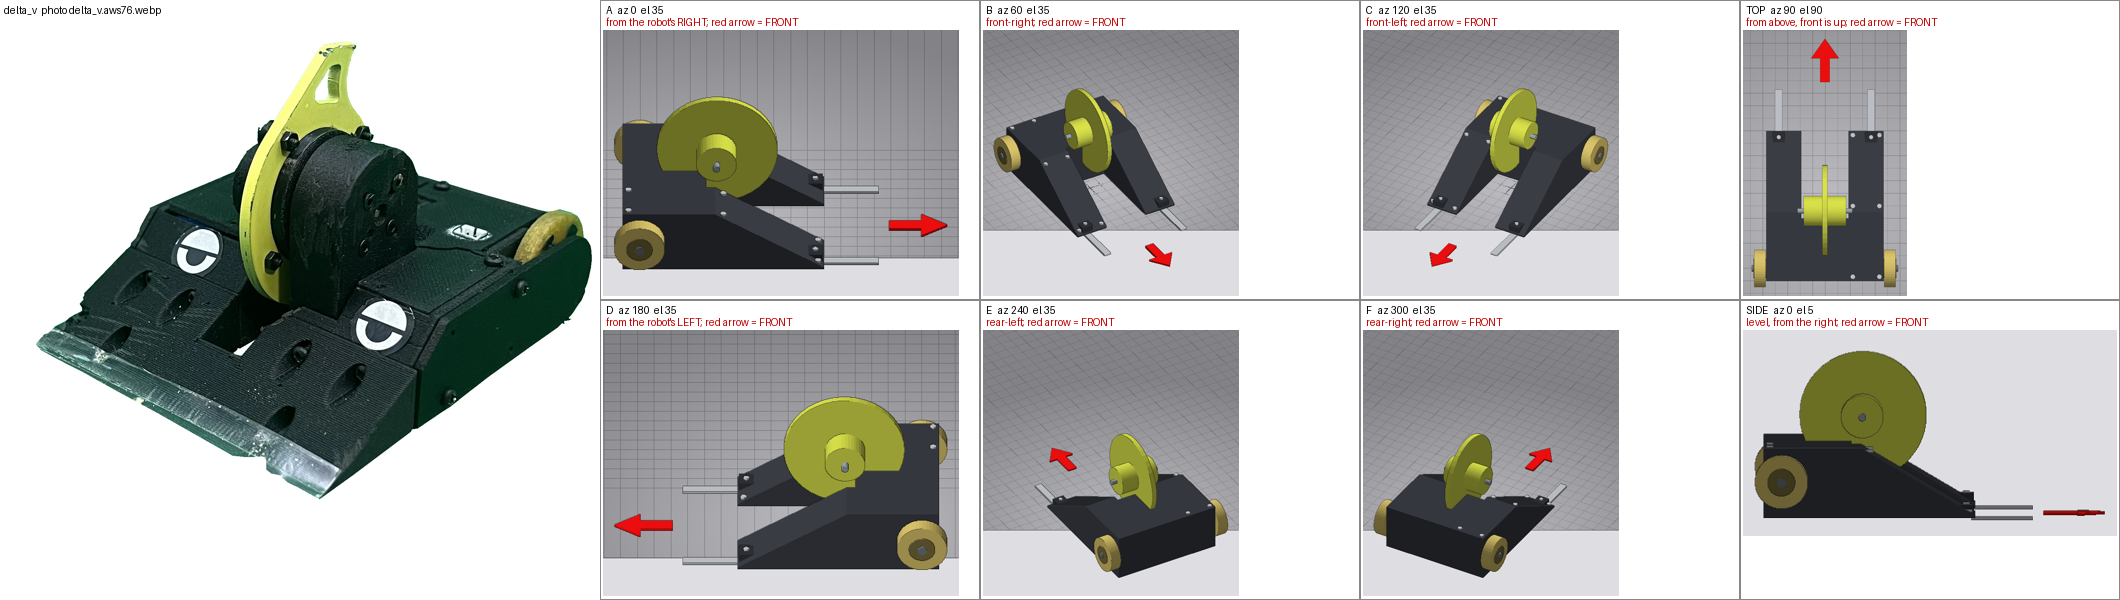 delta_v photo delta_v.aws76.webp
A az 0 el 35
from the robot's RIGHT; red arrow = FRONT
B az 60 el 35
front-right; red arrow = FRONT
C az 120 el 35
front-left; red arrow = FRONT
TOP az 90 el 90
from above, front is up; red arrow = FRONT
D az 180 el 35
from the robot's LEFT; red arrow = FRONT
E az 240 el 35
rear-left; red arrow = FRONT
F az 300 el 35
rear-right; red arrow = FRONT
SIDE az 0 el 5
level, from the right; red arrow = FRONT